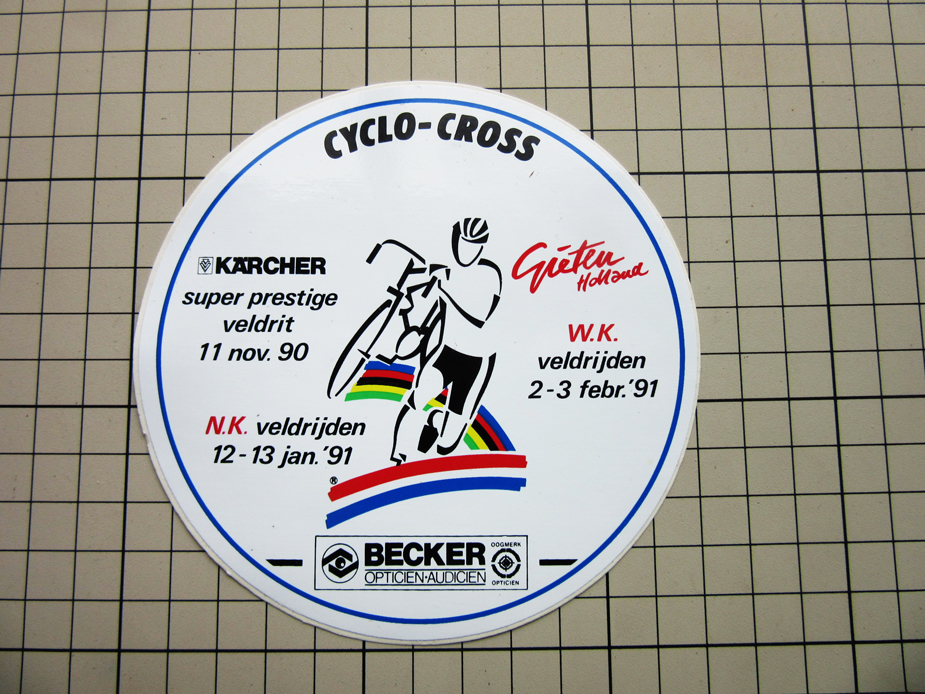 CYCLO-CROSS
KÄRCHER
super prestige
veldrit
11 nov. 90
Gieten
Holland
W.K.
veldrijden
2-3 febr.'91
N.K. veldrijden
12-13 jan.'91
®
BECKER
OPTICIEN·AUDICIEN
OOGMERK
OPTICIEN